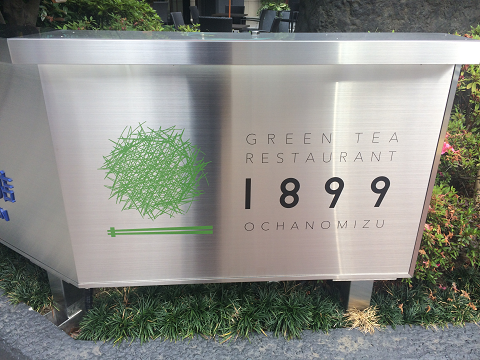 GREEN TEA
RESTAURANT
1899
OCHANOMIZU